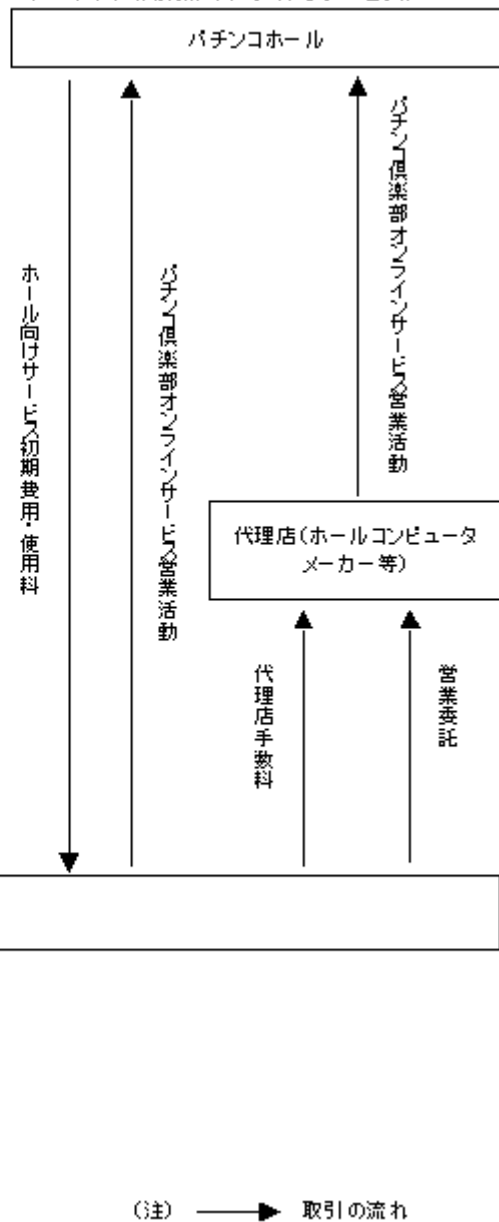 パチンコホール
ホール向けサービス初期費用・使用料
パチンコ倶楽部オンラインサービス営業活動
パチンコ倶楽部オンラインサービス営業活動
代理店(ホールコンピュータ
メーカー等)
代理店手数料
営業委託
(注) 取引の流れ